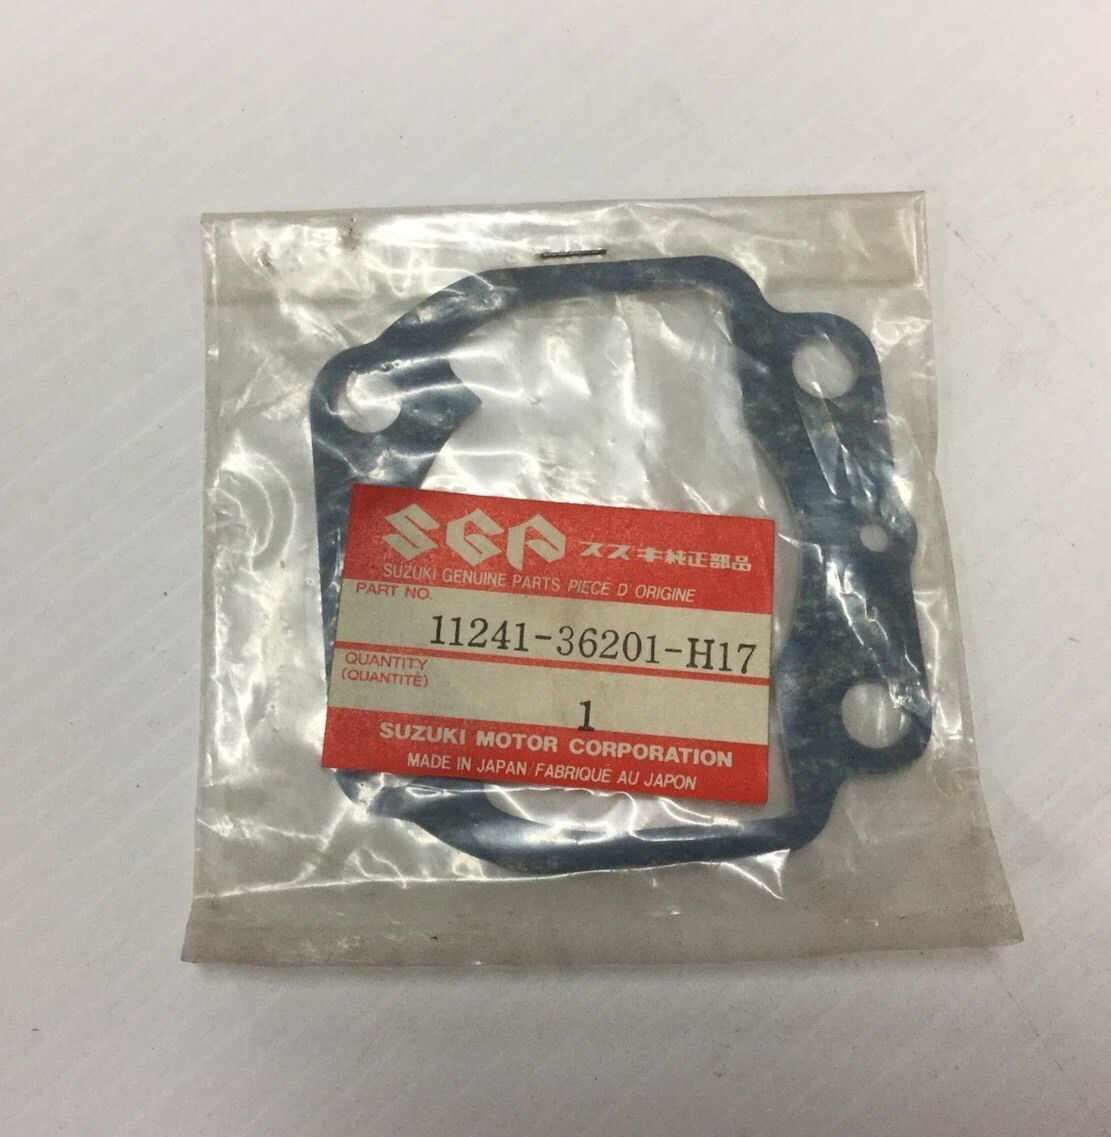 SGP スズキ純正部品
SUZUKI GENUINE PARTS PIECE D'ORIGINE
PART NO.
11241-36201-H17
QUANTITY
(QUANTITÉ)
1
SUZUKI MOTOR CORPORATION
MADE IN JAPAN/FABRIQUÉ AU JAPON